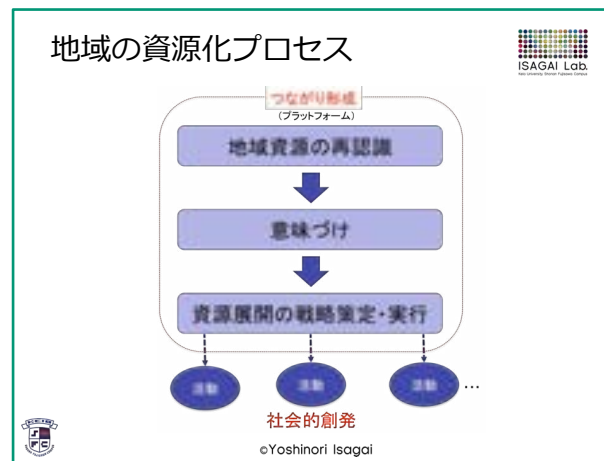 地域の資源化プロセス
ISAGAI Lab.
つながり形成
(プラットフォーム)
地域資源の再認識
意味づけ
資源展開の戦略策定・実行
活動
活動
活動
…
社会的創発
©Yoshinori Isagai